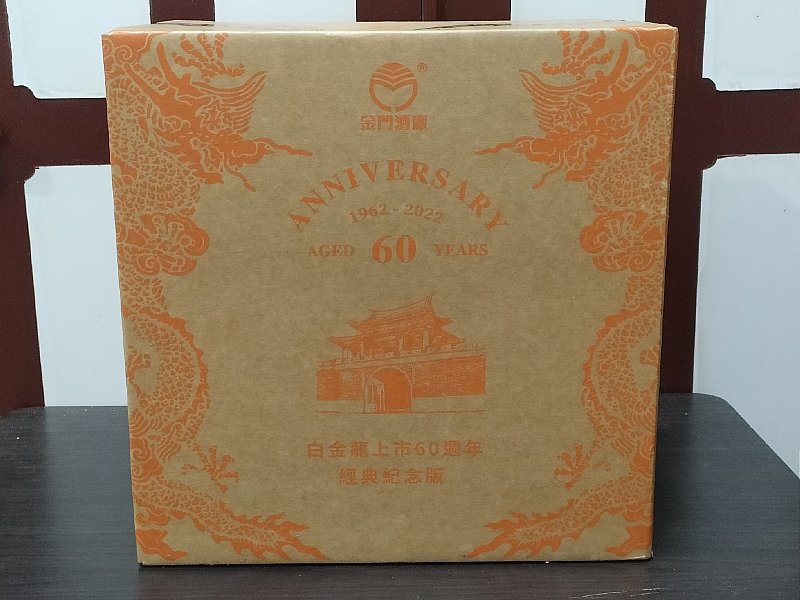 ®
金門酒廠
ANNIVERSARY
1962 - 2022
AGED 60 YEARS
白金龍上市60週年
經典紀念版